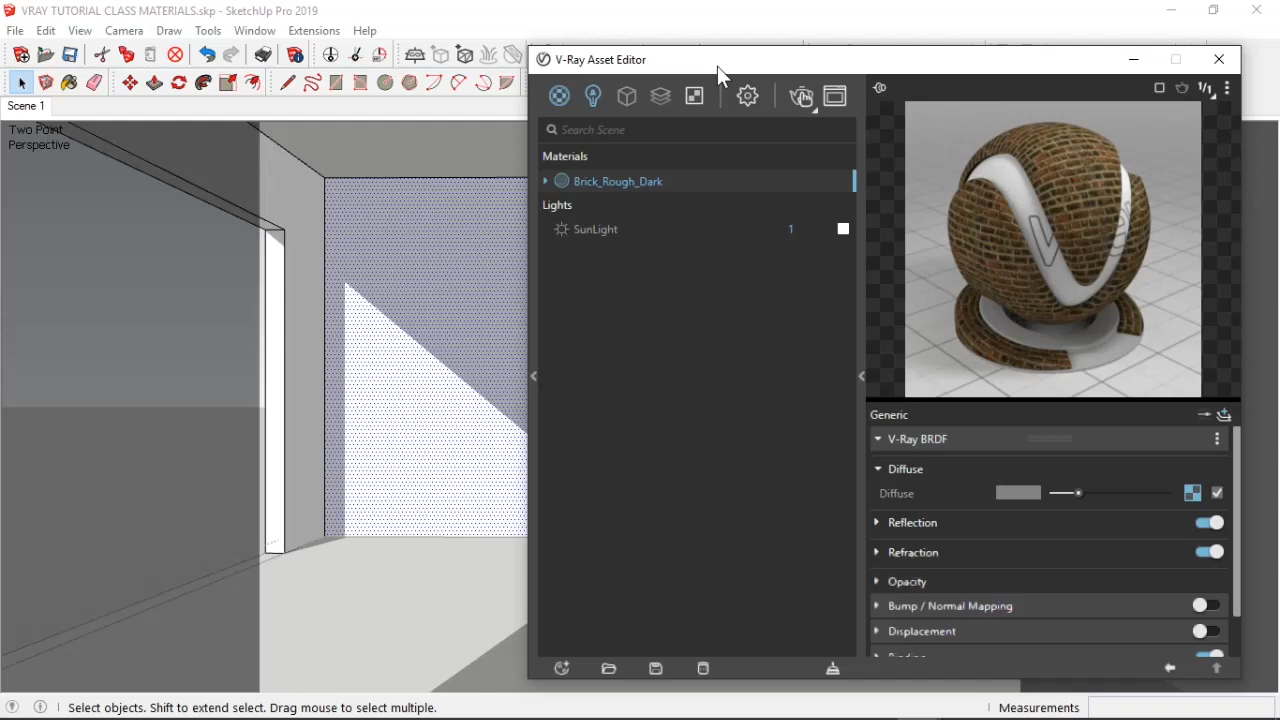 VRAY TUTORIAL CLASS MATERIALS.skp - SketchUp Pro 2019
File Edit View Camera Draw Tools Window Extensions Help
Scene 1
Two Point
Perspective
V-Ray Asset Editor
1/1
Search Scene
Materials
Brick_Rough_Dark
Lights
SunLight 1
Generic
V-Ray BRDF
Diffuse
Diffuse
Reflection
Refraction
Opacity
Bump / Normal Mapping
Displacement
Select objects. Shift to extend select. Drag mouse to select multiple.
Measurements